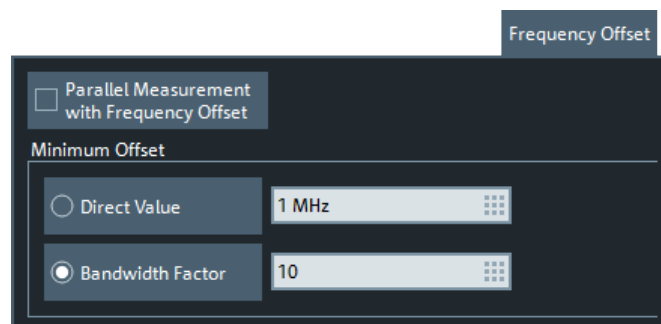 Frequency Offset
Parallel Measurement
with Frequency Offset
Minimum Offset
Direct Value
1 MHz
Bandwidth Factor
10